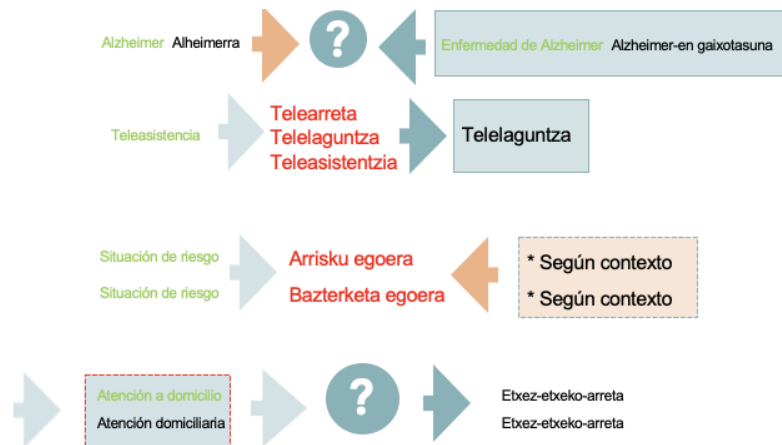 Alzheimer Alheimerra
?
Enfermedad de Alzheimer Alzheimer-en gaixotasuna
Teleasistencia
Telearreta
Telelaguntza
Teleasistentzia
Telelaguntza
Situación de riesgo
Situación de riesgo
Arrisku egoera
Bazterketa egoera
* Según contexto
* Según contexto
Atención a domicilio
Atención domiciliaria
?
Etxez-etxeko-arreta
Etxez-etxeko-arreta